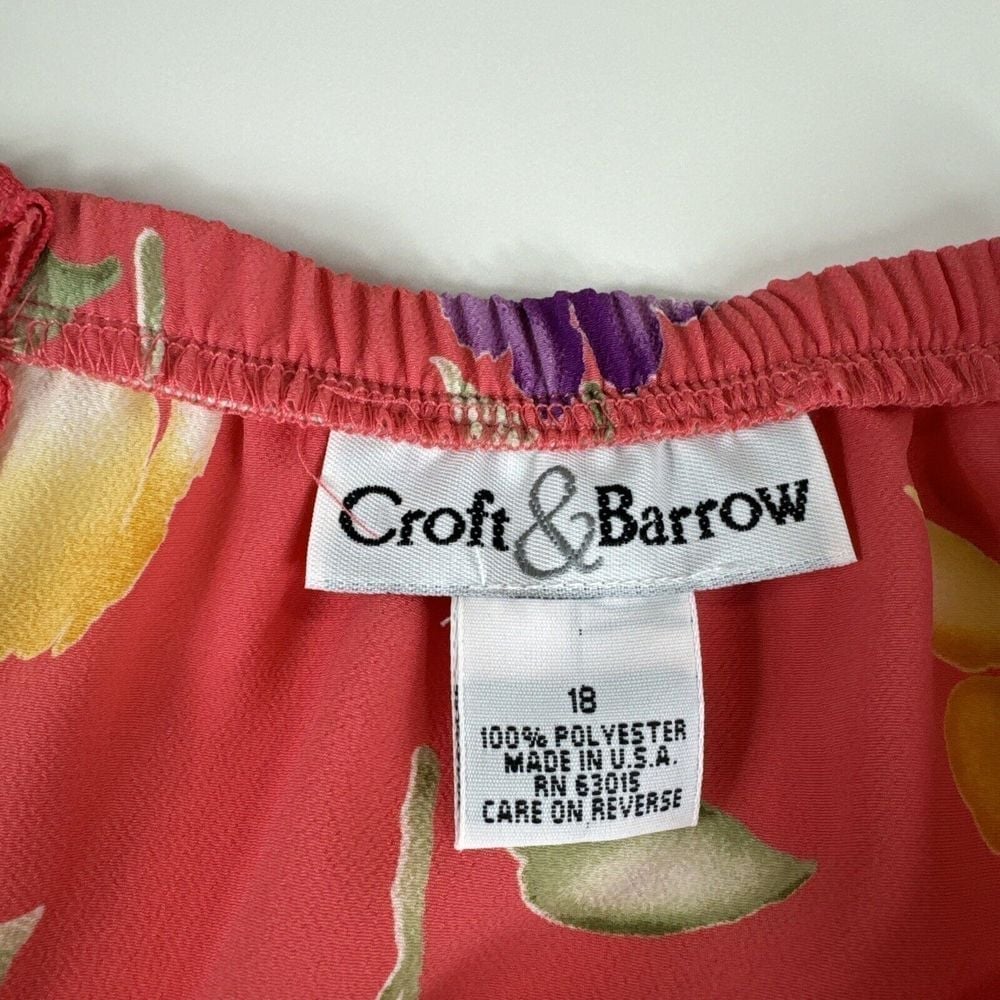 Croft & Barrow
18
100% POLYESTER
MADE IN U.S.A.
RN 63015
CARE ON REVERSE